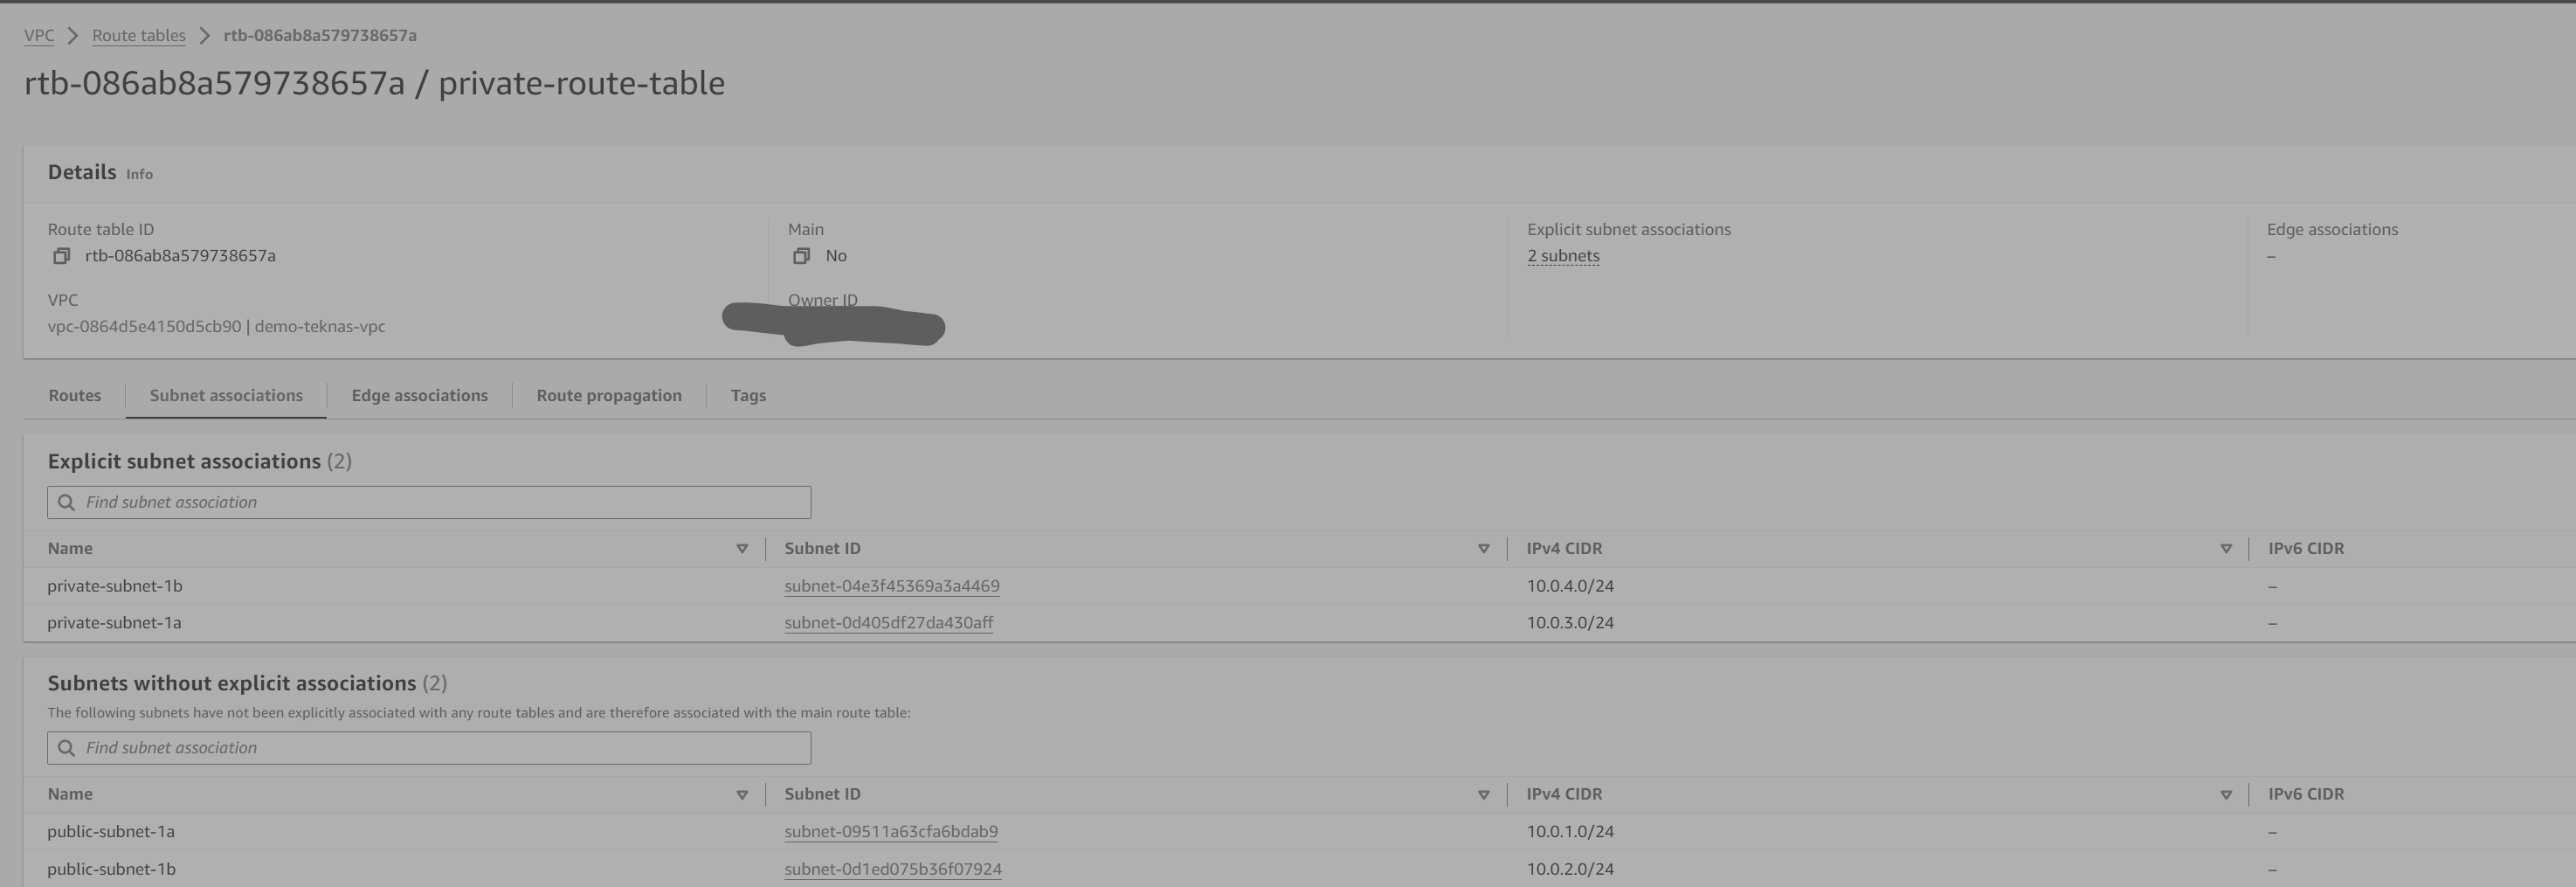 VPC > Route tables > rtb-086ab8a579738657a
rtb-086ab8a579738657a / private-route-table
Details Info
Route table ID
rtb-086ab8a579738657a
Main
No
Explicit subnet associations
2 subnets
Edge associations
–
VPC
vpc-0864d5e4150d5cb90 | demo-teknas-vpc
Owner ID
Routes Subnet associations Edge associations Route propagation Tags
Explicit subnet associations (2)
Find subnet association
Name Subnet ID IPv4 CIDR IPv6 CIDR
private-subnet-1b subnet-04e3f45369a3a4469 10.0.4.0/24 –
private-subnet-1a subnet-0d405df27da430aff 10.0.3.0/24 –
Subnets without explicit associations (2)
The following subnets have not been explicitly associated with any route tables and are therefore associated with the main route table:
Find subnet association
Name Subnet ID IPv4 CIDR IPv6 CIDR
public-subnet-1a subnet-09511a63cfa6bdab9 10.0.1.0/24 –
public-subnet-1b subnet-0d1ed075b36f07924 10.0.2.0/24 –